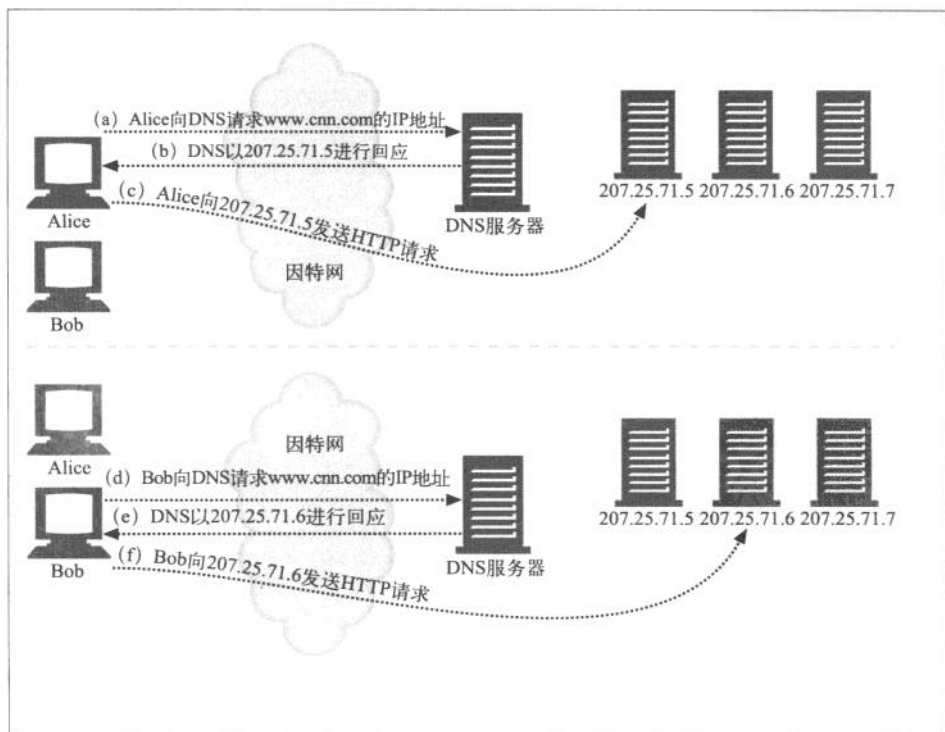 (a) Alice向DNS请求www.cnn.com的IP地址
(b) DNS以207.25.71.5进行回应
(c) Alice向207.25.71.5发送HTTP请求
Alice
DNS服务器
207.25.71.5
207.25.71.6
207.25.71.7
因特网
Bob
因特网
Alice
(d) Bob向DNS请求www.cnn.com的IP地址
(e) DNS以207.25.71.6进行回应
(f) Bob向207.25.71.6发送HTTP请求
Bob
DNS服务器
207.25.71.5
207.25.71.6
207.25.71.7